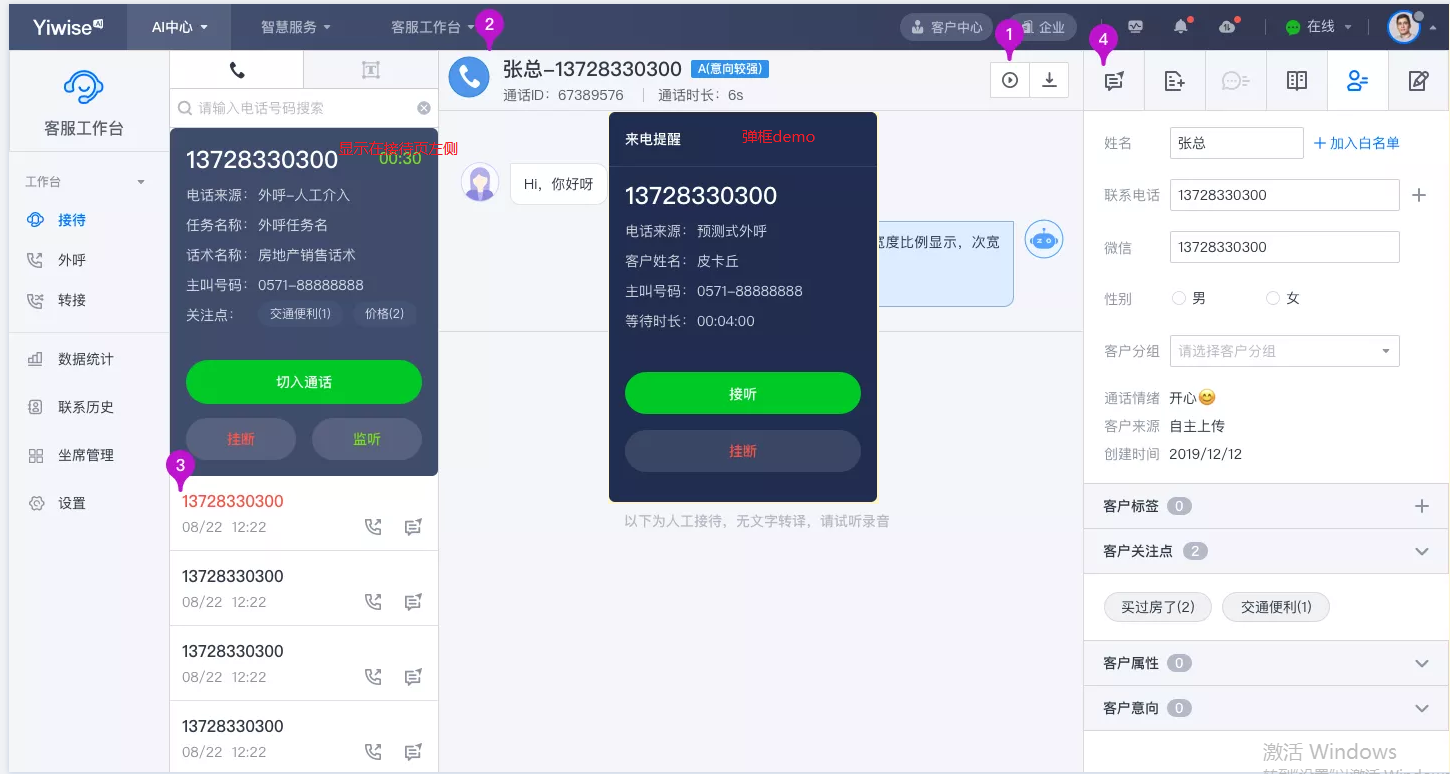 Yiwise AI
AI中心
智慧服务
客服工作台
2
客户中心
1
企业
4
在线
客服工作台
工作台
接待
外呼
转接
数据统计
联系历史
坐席管理
设置
请输入电话号码搜索
13728330300
显示在接待页左侧
00:30
电话来源：外呼-人工介入
任务名称：外呼任务名
话术名称：房地产销售话术
主叫号码：0571-88888888
关注点：
交通便利(1)
价格(2)
切入通话
挂断
监听
3
13728330300
08/22 12:22
13728330300
08/22 12:22
13728330300
08/22 12:22
13728330300
08/22 12:22
张总-13728330300
A(意向较强)
通话ID：67389576
通话时长：6s
Hi，你好呀
宽度比例显示，次宽
来电提醒
弹框demo
13728330300
电话来源：预测式外呼
客户姓名：皮卡丘
主叫号码：0571-88888888
等待时长：00:04:00
接听
挂断
以下为人工接待，无文字转译，请试听录音
姓名
张总
加入白名单
联系电话
13728330300
微信
13728330300
性别
男
女
客户分组
请选择客户分组
通话情绪 开心😊
客户来源 自主上传
创建时间 2019/12/12
客户标签 0
客户关注点 2
买过房了(2)
交通便利(1)
客户属性 0
客户意向 0
激活 Windows